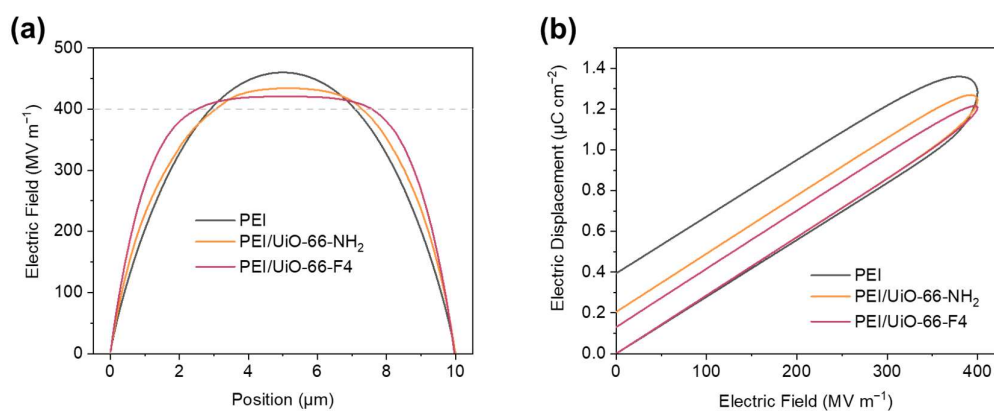 (a)
500
400
300
200
100
0
Electric Field (MV m⁻¹)
PEI
PEI/UiO-66-NH₂
PEI/UiO-66-F4
0 2 4 6 8 10
Position (μm)
(b)
1.4
1.2
1.0
0.8
0.6
0.4
0.2
0.0
Electric Displacement (μC cm⁻²)
PEI
PEI/UiO-66-NH₂
PEI/UiO-66-F4
0 100 200 300 400
Electric Field (MV m⁻¹)